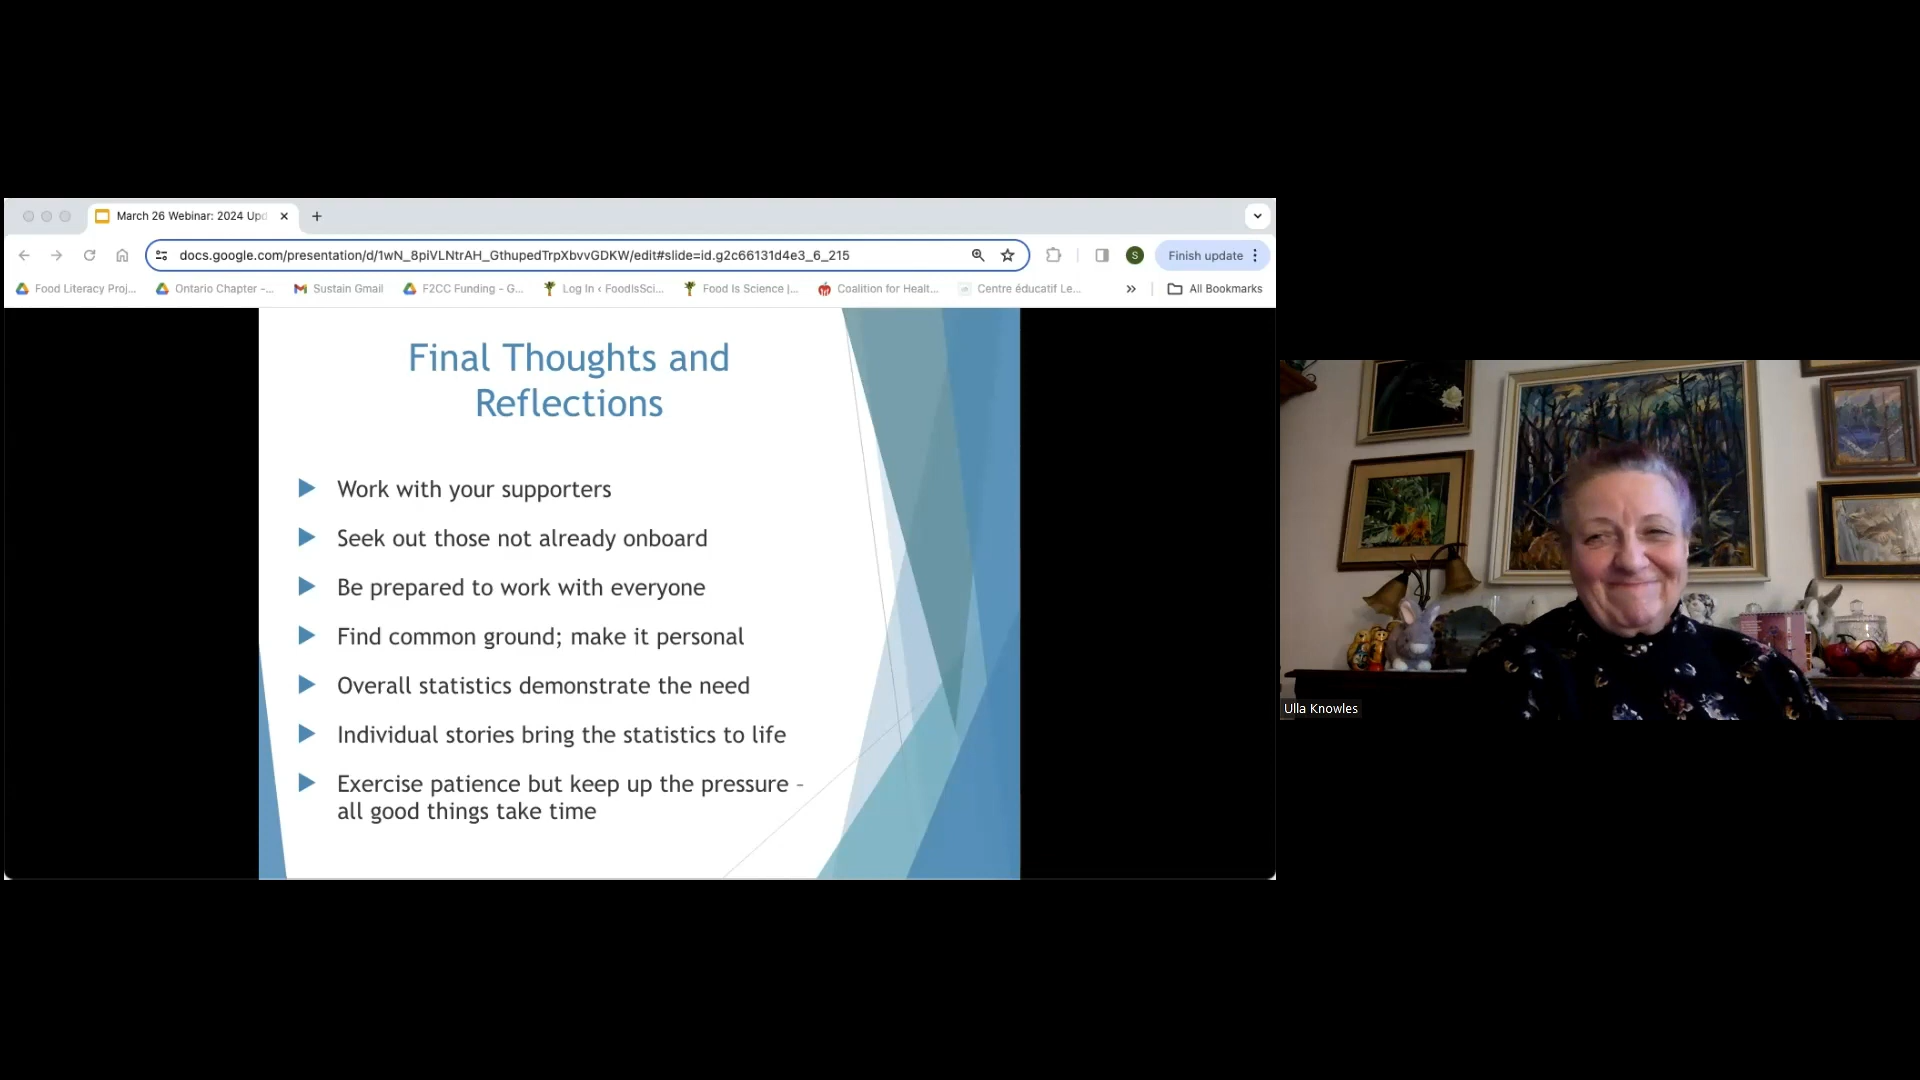 March 26 Webinar: 2024 Upd
docs.google.com/presentation/d/1wN_8piVLNtrAH_GthupedTrpXbvvGDKW/edit#slide=id.g2c66131d4e3_6_215
S
Finish update
Food Literacy Proj...
Ontario Chapter –...
Sustain Gmail
F2CC Funding - G...
Log In ‹ FoodIsSci...
Food Is Science |...
Coalition for Healt...
Centre éducatif Le...
All Bookmarks
Final Thoughts and
Reflections
Work with your supporters
Seek out those not already onboard
Be prepared to work with everyone
Find common ground; make it personal
Overall statistics demonstrate the need
Individual stories bring the statistics to life
Exercise patience but keep up the pressure –
all good things take time
Ulla Knowles